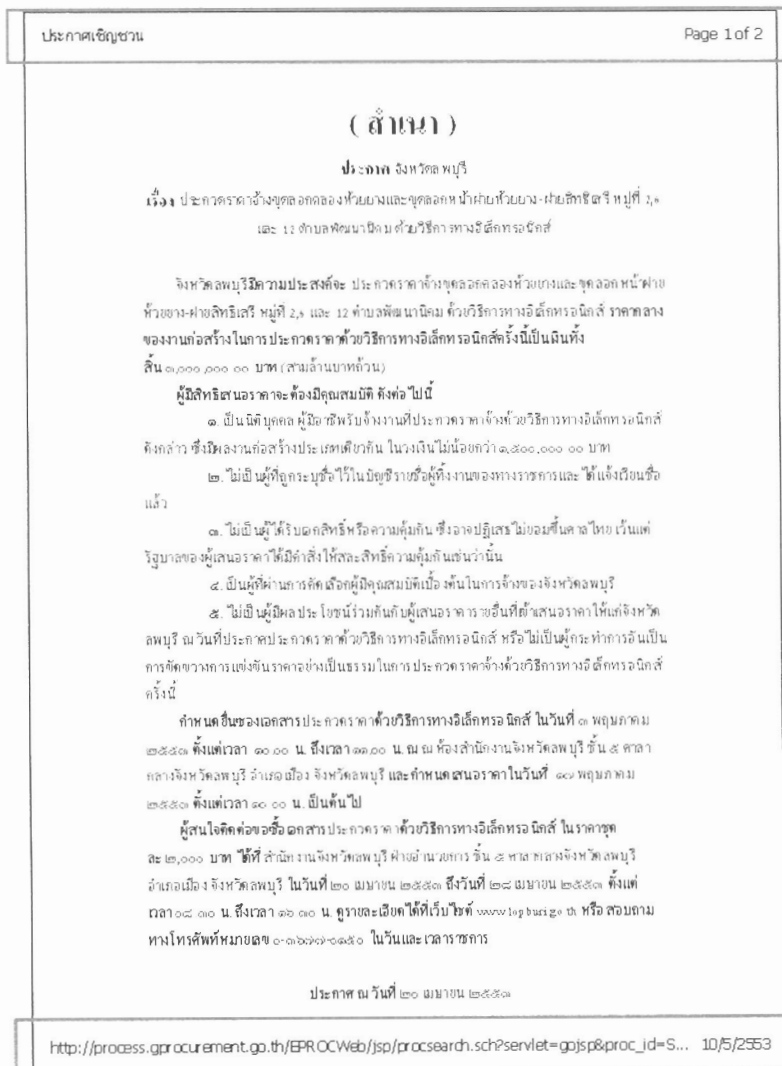 ประกาศเชิญชวน Page 1 of 2
( สำเนา )
ประกาศ จังหวัดลพบุรี
เรื่อง ประกวดราคาจ้างขุดลอกคลองห้วยยางและขุดลอกหน้าฝายห้วยยาง-ฝายสิทธิเสรี หมู่ที่ 2,๑
และ 12 ตำบลพัฒนานิคม ด้วยวิธีการทางอิเล็กทรอนิกส์
จังหวัดลพบุรีมีความประสงค์จะ ประกวดราคาจ้างขุดลอกคลองห้วยยางและขุดลอกหน้าฝาย
ห้วยยาง-ฝายสิทธิเสรี หมู่ที่ 2,๑ และ 12 ตำบลพัฒนานิคม ด้วยวิธีการทางอิเล็กทรอนิกส์ ราคากลาง
ของงานก่อสร้างในการประกวดราคาด้วยวิธีการทางอิเล็กทรอนิกส์ครั้งนี้เป็นเงินทั้ง
สิ้น ๓,๐๐๐,๐๐๐ ๐๐ บาท (สามล้านบาทถ้วน)
ผู้มีสิทธิเสนอราคาจะต้องมีคุณสมบัติ ดังต่อไปนี้
๑. เป็นนิติบุคคล ผู้มีอาชีพรับจ้างงานที่ประกวดราคาจ้างด้วยวิธีการทางอิเล็กทรอนิกส์
ดังกล่าว ซึ่งมีผลงานก่อสร้างประเภทเดียวกัน ในวงเงินไม่น้อยกว่า ๑,๕๐๐,๐๐๐ ๐๐ บาท
๒. ไม่เป็นผู้ที่ถูกระบุชื่อไว้ในบัญชีรายชื่อผู้ทิ้งงานของทางราชการและ ได้แจ้งเวียนชื่อ
แล้ว
๓. ไม่เป็นผู้ได้รับเอกสิทธิ์หรือความคุ้มกัน ซึ่งอาจปฏิเสธไม่ยอมขึ้นศาลไทย เว้นแต่
รัฐบาลของผู้เสนอราคาได้มีคำสั่งให้สละสิทธิ์ความคุ้มกันเช่นว่านั้น
๔. เป็นผู้ที่ผ่านการคัดเลือกผู้มีคุณสมบัติเบื้องต้นในการจ้างของจังหวัดลพบุรี
๕. ไม่เป็นผู้มีผลประโยชน์ร่วมกันกับผู้เสนอราคารายอื่นที่เข้าเสนอราคาให้แก่จังหวัด
ลพบุรี ณ วันที่ประกาศประกวดราคาด้วยวิธีการทางอิเล็กทรอนิกส์ หรือไม่เป็นผู้กระทำการอันเป็น
การขัดขวางการแข่งขันราคาอย่างเป็นธรรมในการประกวดราคาจ้างด้วยวิธีการทางอิเล็กทรอนิกส์
ครั้งนี้
กำหนดยื่นซองเอกสารประกวดราคาด้วยวิธีการทางอิเล็กทรอนิกส์ ในวันที่ ๓ พฤษภาคม
๒๕๕๓ ตั้งแต่เวลา ๑๐.๐๐ น. ถึงเวลา ๑๑.๐๐ น. ณ ณ ห้องสำนักงานจังหวัดลพบุรี ชั้น ๕ ศาลา
กลางจังหวัดลพบุรี อำเภอเมือง จังหวัดลพบุรี และกำหนดเสนอราคาในวันที่ ๑๗ พฤษภาคม
๒๕๕๓ ตั้งแต่เวลา ๑๐ ๐๐ น. เป็นต้นไป
ผู้สนใจติดต่อขอซื้อเอกสารประกวดราคาด้วยวิธีการทางอิเล็กทรอนิกส์ ในราคาชุด
ละ ๒,๐๐๐ บาท ได้ที่ สำนักงานจังหวัดลพบุรี ฝ่ายอำนวยการ ชั้น ๕ ศาลากลางจังหวัดลพบุรี
อำเภอเมือง จังหวัดลพบุรี ในวันที่ ๒๐ เมษายน ๒๕๕๓ ถึงวันที่ ๒๘ เมษายน ๒๕๕๓ ตั้งแต่
เวลา ๐๘ ๓๐ น. ถึงเวลา ๑๖ ๓๐ น. ดูรายละเอียดได้ที่เว็บไซต์ www lopburi go th หรือ สอบถาม
ทางโทรศัพท์หมายเลข ๐-๓๖๗๗-๐๑๕๐ ในวันและเวลาราชการ
ประกาศ ณ วันที่ ๒๐ เมษายน ๒๕๕๓
http://process.gprocurement.go.th/EPROCWeb/jsp/procsearch.sch?servlet=gojsp&proc_id=S... 10/5/2553